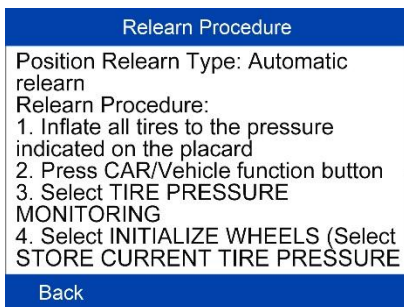 Relearn Procedure
Position Relearn Type: Automatic
relearn
Relearn Procedure:
1. Inflate all tires to the pressure
indicated on the placard
2. Press CAR/Vehicle function button
3. Select TIRE PRESSURE
MONITORING
4. Select INITIALIZE WHEELS (Select
STORE CURRENT TIRE PRESSURE
Back